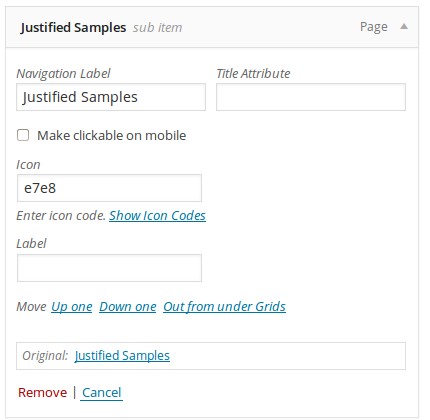 Justified Samples sub item Page
Navigation Label Title Attribute
Justified Samples
Make clickable on mobile
Icon
e7e8
Enter icon code. Show Icon Codes
Label
Move Up one Down one Out from under Grids
Original: Justified Samples
Remove | Cancel